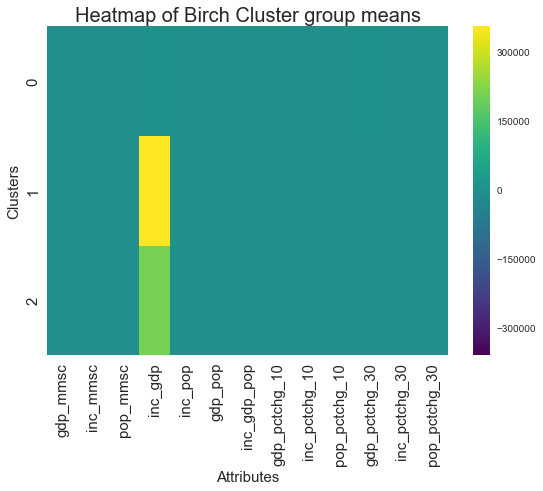 Heatmap of Birch Cluster group means
Clusters
0
1
2
300000
150000
0
−150000
−300000
gdp_mmsc
inc_mmsc
pop_mmsc
inc_gdp
inc_pop
gdp_pop
inc_gdp_pop
gdp_pctchg_10
inc_pctchg_10
pop_pctchg_10
gdp_pctchg_30
inc_pctchg_30
pop_pctchg_30
Attributes